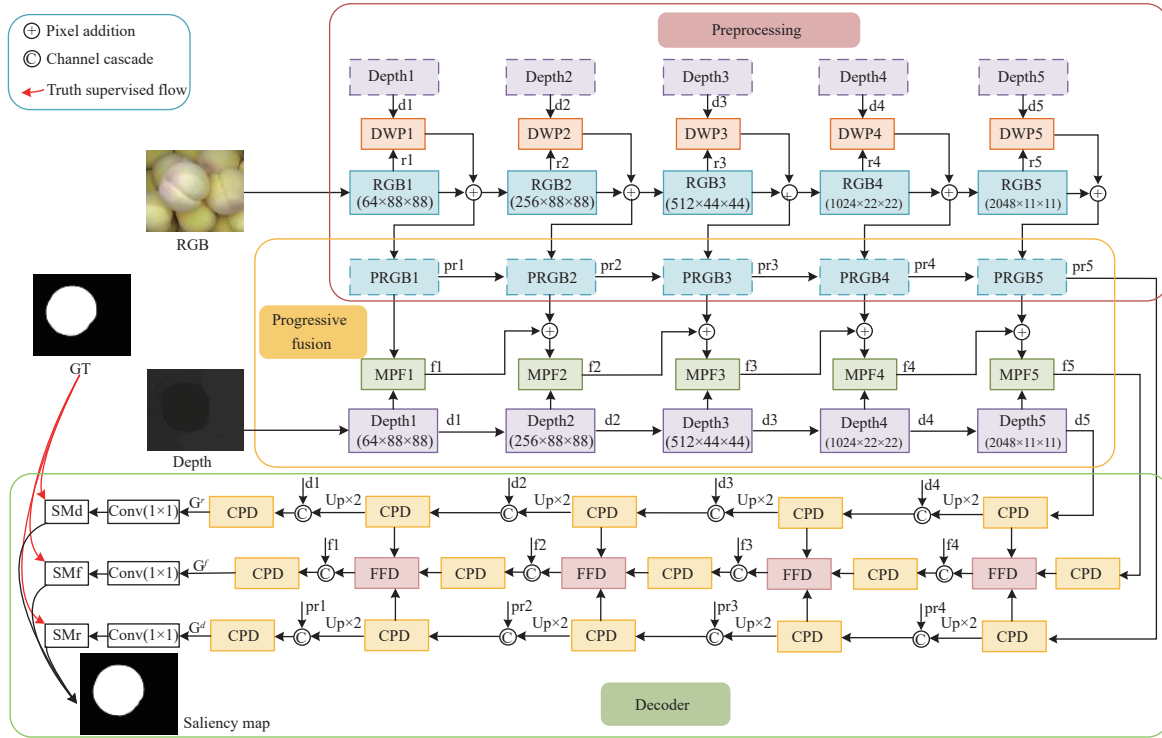 + Pixel addition
C Channel cascade
Truth supervised flow
Preprocessing
Depth1 Depth2 Depth3 Depth4 Depth5
d1 d2 d3 d4 d5
DWP1 DWP2 DWP3 DWP4 DWP5
r1 r2 r3 r4 r5
RGB1 RGB2 RGB3 RGB4 RGB5
(64×88×88) (256×88×88) (512×44×44) (1024×22×22) (2048×11×11)
+ + + + +
RGB
PRGB1 pr1 PRGB2 pr2 PRGB3 pr3 PRGB4 pr4 PRGB5 pr5
Progressive
fusion
+ + + +
GT
MPF1 f1 MPF2 f2 MPF3 f3 MPF4 f4 MPF5 f5
Depth1 d1 Depth2 d2 Depth3 d3 Depth4 d4 Depth5 d5
(64×88×88) (256×88×88) (512×44×44) (1024×22×22) (2048×11×11)
Depth
d1 d2 d3 d4
SMd Conv(1×1) Gʳ CPD C Up×2 CPD C Up×2 CPD C Up×2 CPD C Up×2 CPD
f1 f2 f3 f4
SMf Conv(1×1) Gᶠ CPD C FFD CPD C FFD CPD C FFD CPD C FFD CPD
pr1 pr2 pr3 pr4
SMr Conv(1×1) Gᵈ CPD C Up×2 CPD C Up×2 CPD C Up×2 CPD C Up×2 CPD
Saliency map
Decoder